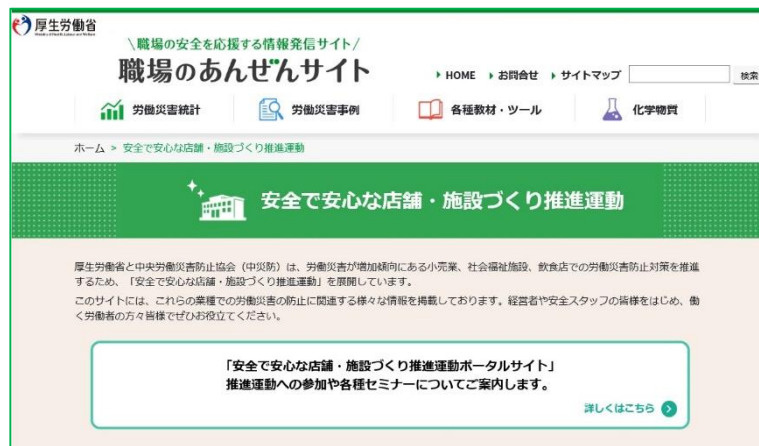 厚生労働省
\職場の安全を応援する情報発信サイト/
職場のあんぜんサイト
HOME お問合せ サイトマップ 検索
労働災害統計 労働災害事例 各種教材・ツール 化学物質
ホーム > 安全で安心な店舗・施設づくり推進運動
安全で安心な店舗・施設づくり推進運動
厚生労働省と中央労働災害防止協会（中災防）は、労働災害が増加傾向にある小売業、社会福祉施設、飲食店での労働災害防止対策を推進
するため、「安全で安心な店舗・施設づくり推進運動」を展開しています。
このサイトには、これらの業種での労働災害の防止に関連する様々な情報を掲載しております。経営者や安全スタッフの皆様をはじめ、働
く労働者の方々皆様でぜひお役立てください。
「安全で安心な店舗・施設づくり推進運動ポータルサイト」
推進運動への参加や各種セミナーについてご案内します。
詳しくはこちら